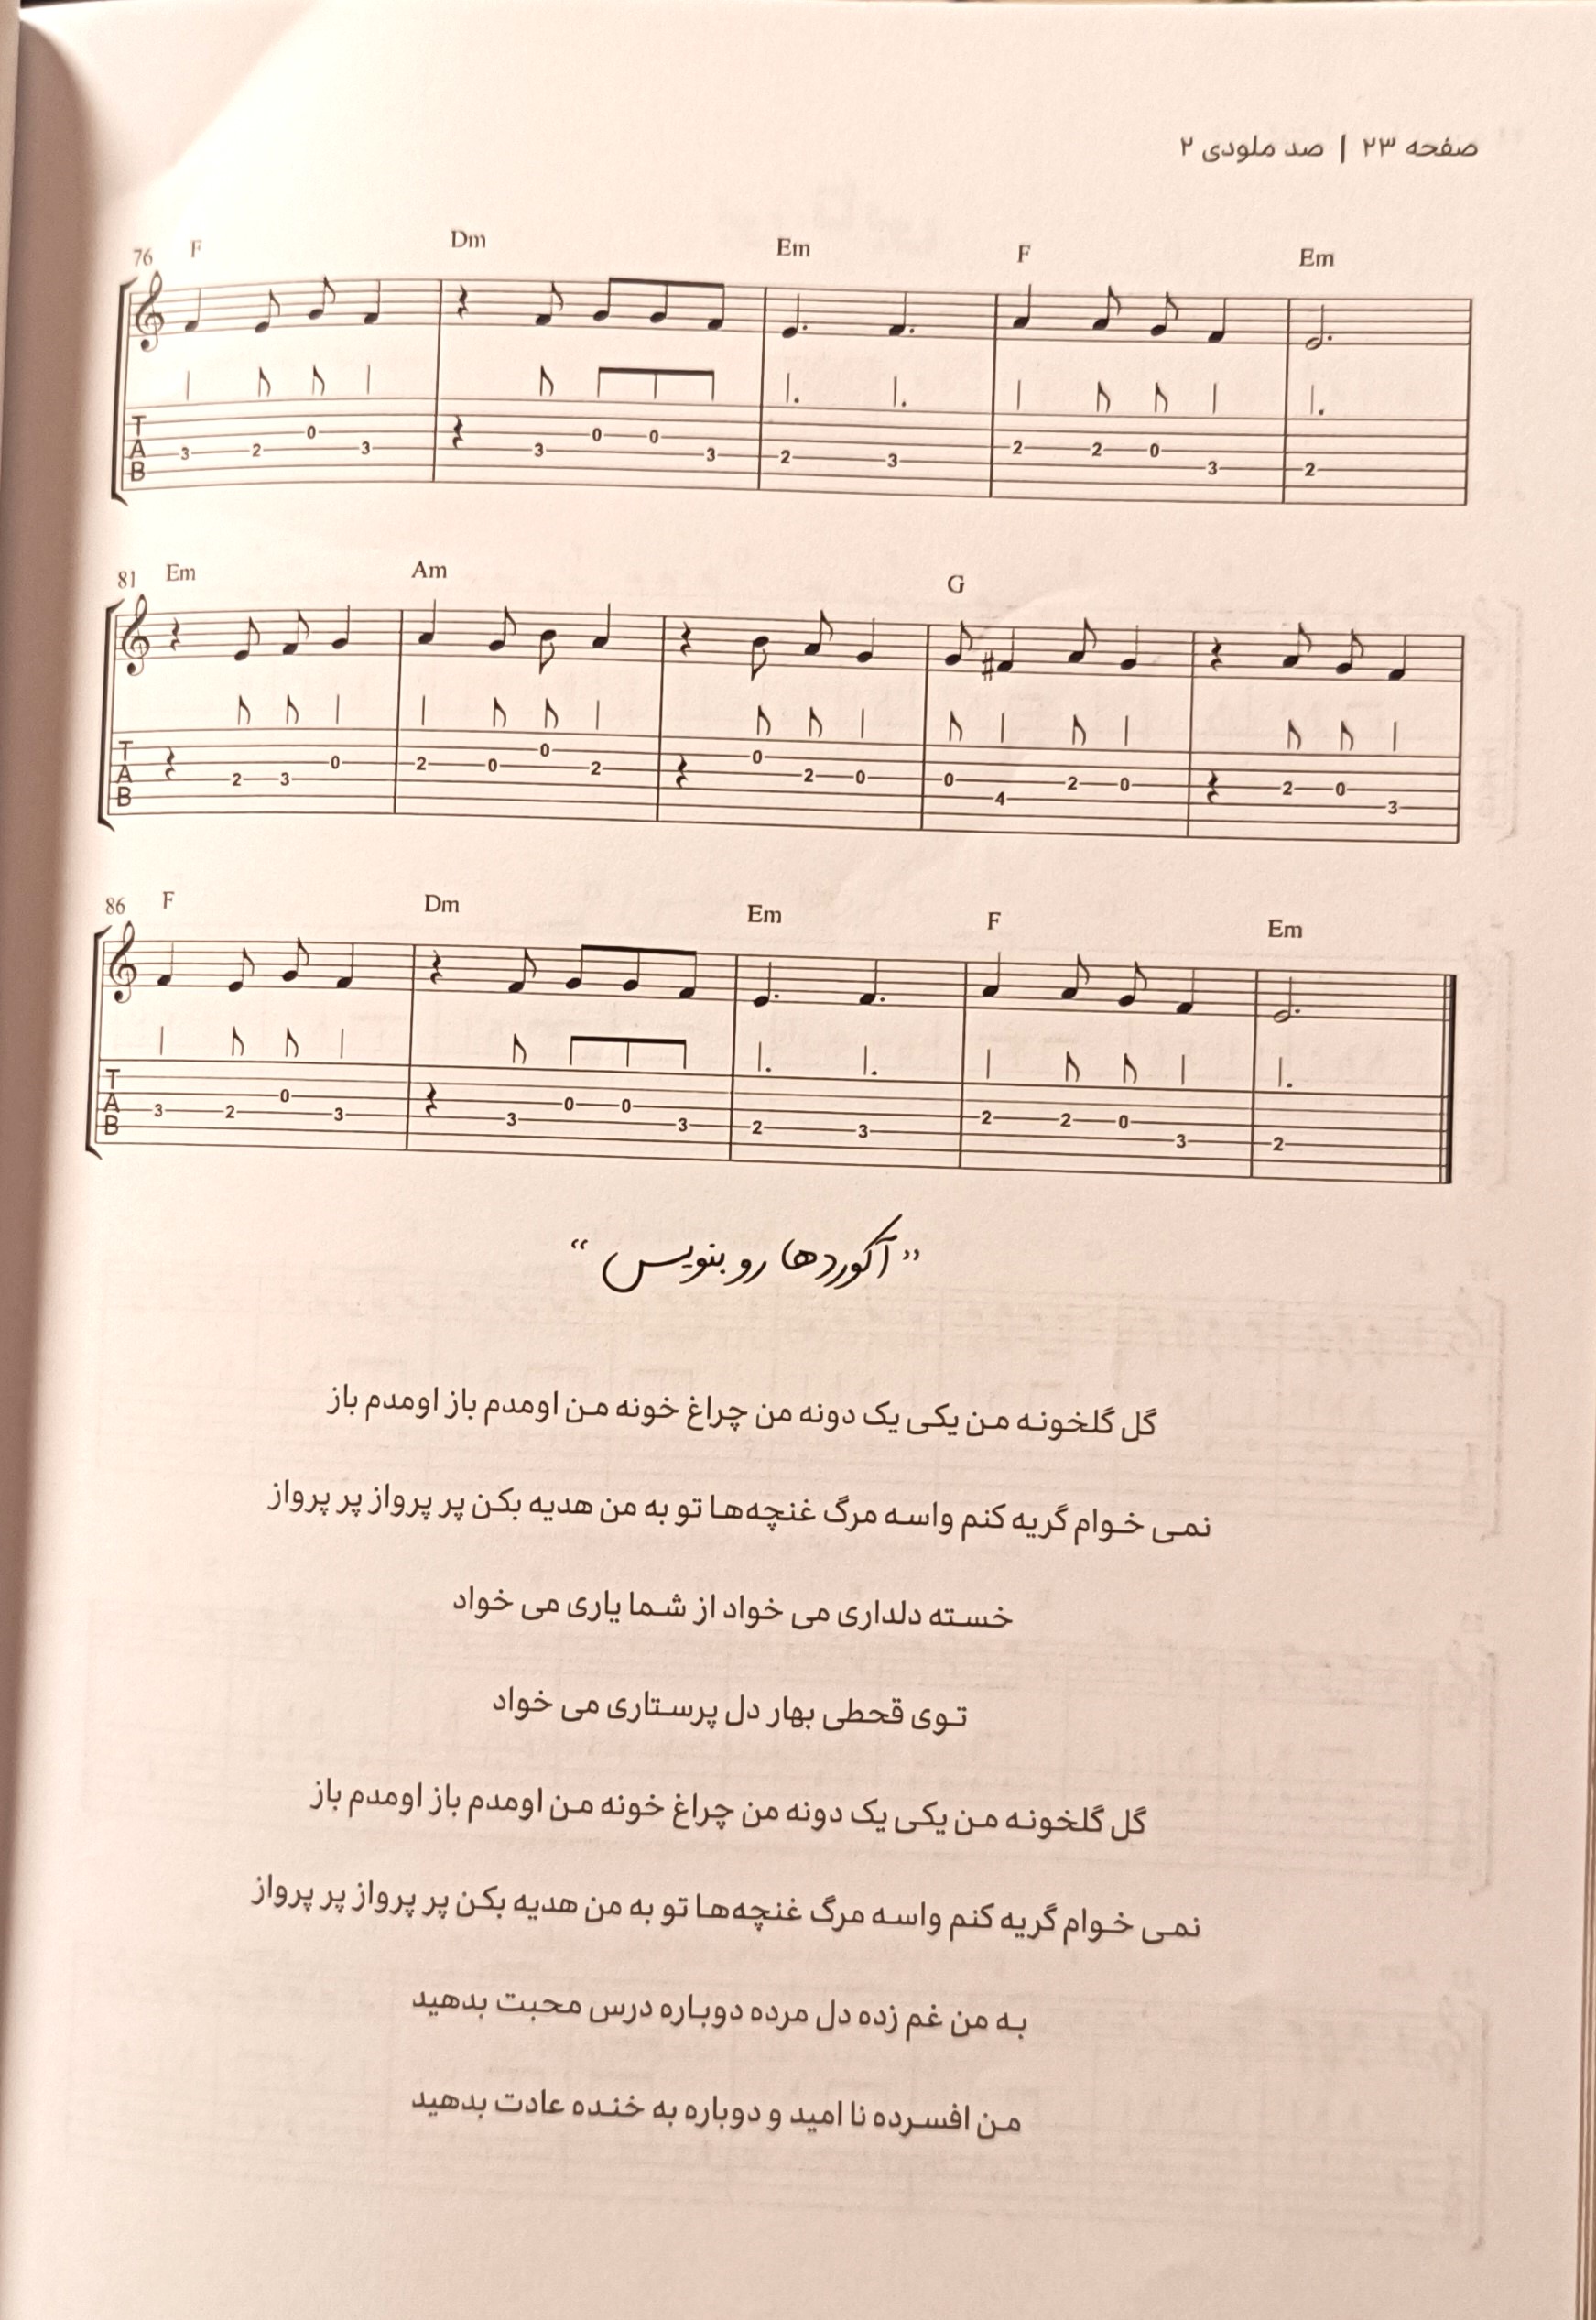 صفحه ۲۳ | صد ملودی ۲
76 F Dm Em F Em
T A B
3 2 0 3 3 0 0 3 2 3 2 2 0 3 2
81 Em Am G
T A B
2 3 0 2 0 0 2 0 2 0 0 4 2 0 2 0 3
86 F Dm Em F Em
T A B
3 2 0 3 3 0 0 3 2 3 2 2 0 3 2
"آکوردها رو بنویس"
گل گلخونه من یکی یک دونه من چراغ خونه من اومدم باز اومدم باز
نمی خوام گریه کنم واسه مرگ غنچه‌ها تو به من هدیه بکن پر پرواز پر پرواز
خسته دلداری می خواد از شما یاری می خواد
توی قحطی بهار دل پرستاری می خواد
گل گلخونه من یکی یک دونه من چراغ خونه من اومدم باز اومدم باز
نمی خوام گریه کنم واسه مرگ غنچه‌ها تو به من هدیه بکن پر پرواز پر پرواز
به من غم زده دل مرده دوباره درس محبت بدهید
من افسرده نا امید و دوباره به خنده عادت بدهید